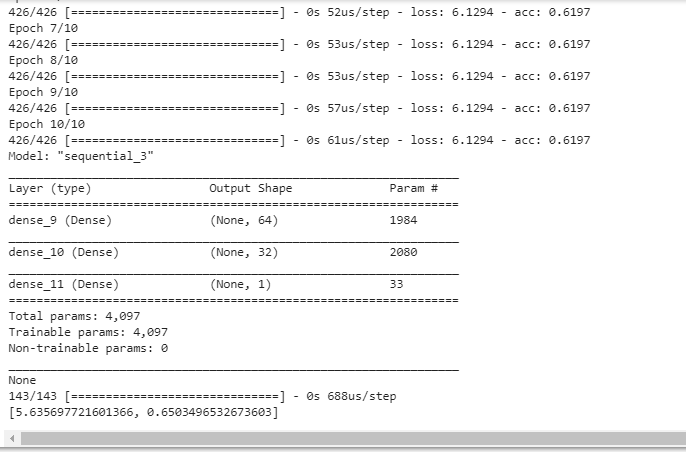 426/426 [==============================] - 0s 52us/step - loss: 6.1294 - acc: 0.6197
Epoch 7/10
426/426 [==============================] - 0s 53us/step - loss: 6.1294 - acc: 0.6197
Epoch 8/10
426/426 [==============================] - 0s 53us/step - loss: 6.1294 - acc: 0.6197
Epoch 9/10
426/426 [==============================] - 0s 57us/step - loss: 6.1294 - acc: 0.6197
Epoch 10/10
426/426 [==============================] - 0s 61us/step - loss: 6.1294 - acc: 0.6197
Model: "sequential_3"
_________________________________________________________________
Layer (type)                 Output Shape              Param #
=================================================================
dense_9 (Dense)              (None, 64)                1984
_________________________________________________________________
dense_10 (Dense)             (None, 32)                2080
_________________________________________________________________
dense_11 (Dense)             (None, 1)                 33
=================================================================
Total params: 4,097
Trainable params: 4,097
Non-trainable params: 0
_________________________________________________________________
None
143/143 [==============================] - 0s 688us/step
[5.635697721601366, 0.6503496532673603]